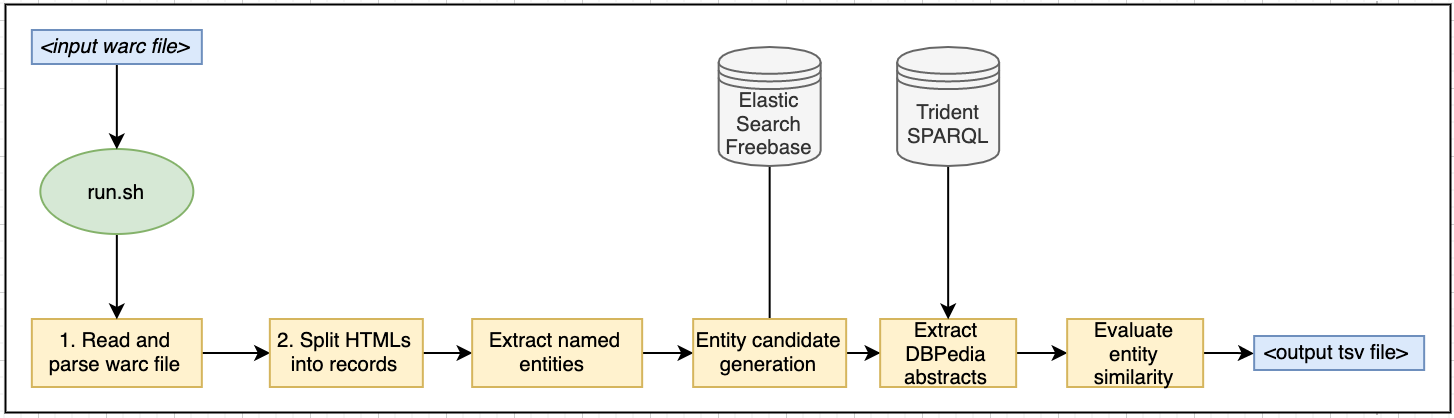 <input warc file>
Elastic
Search
Freebase
Trident
SPARQL
run.sh
1. Read and
parse warc file
2. Split HTMLs
into records
Extract named
entities
Entity candidate
generation
Extract
DBPedia
abstracts
Evaluate
entity
similarity
<output tsv file>